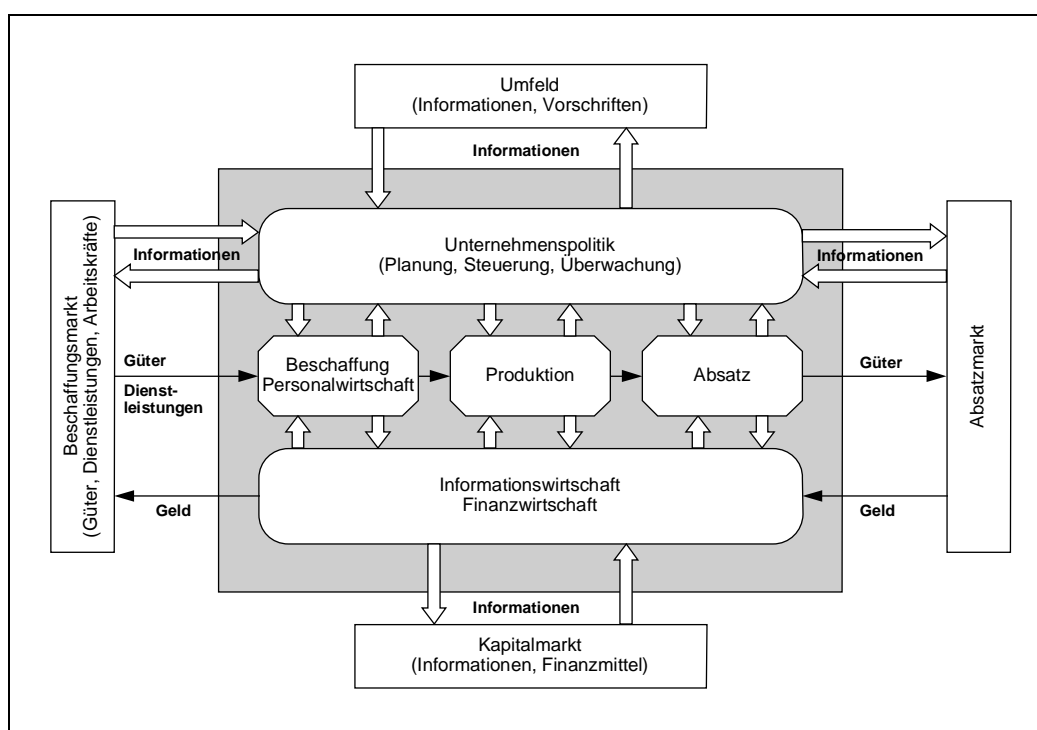 Umfeld
(Informationen, Vorschriften)
Informationen
Beschaffungsmarkt
(Güter, Dienstleistungen, Arbeitskräfte)
Informationen
Unternehmenspolitik
(Planung, Steuerung, Überwachung)
Informationen
Absatzmarkt
Güter
Dienst-
leistungen
Beschaffung
Personalwirtschaft
Produktion
Absatz
Güter
Geld
Informationswirtschaft
Finanzwirtschaft
Geld
Informationen
Kapitalmarkt
(Informationen, Finanzmittel)